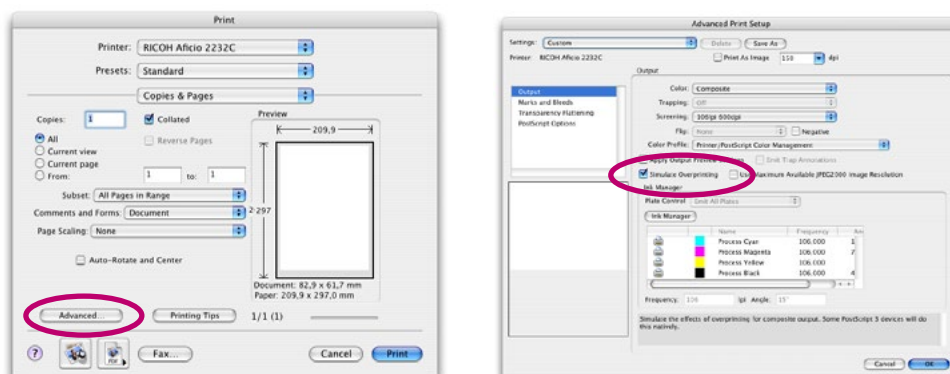 Print
Printer: RICOH Aficio 2232C
Presets: Standard
Copies & Pages
Copies: 1 Collated
All Reverse Pages
Current view
Current page
From: 1 to: 1
Subset: All Pages in Range
Comments and Forms: Document
Page Scaling: None
Auto-Rotate and Center
Preview
209,9
297
Document: 82,9 x 61,7 mm
Paper: 209,9 x 297,0 mm
Advanced... Printing Tips 1/1 (1)
? PDF Fax... Cancel Print
Advanced Print Setup
Settings: Custom Delete Save As
Printer: RICOH Aficio 2232C Print As Image 150 dpi
Output
Marks and Bleeds
Transparency Flattening
PostScript Options
Output
Color: Composite
Trapping: Off
Screening: 106lpi 600dpi
Flip: None Negative
Color Profile: Printer/PostScript Color Management
Apply Output Preview Settings Emit Trap Annotations
Simulate Overprinting Use Maximum Available JPEG2000 Image Resolution
Ink Manager
Plate Control Emit All Plates
Ink Manager
Name Frequency An
Process Cyan 106.000 1
Process Magenta 106.000 7
Process Yellow 106.000
Process Black 106.000 4
Frequency: 106 lpi Angle: 15°
Simulate the effects of overprinting for composite output. Some PostScript 3 devices will do
this natively.
Cancel OK